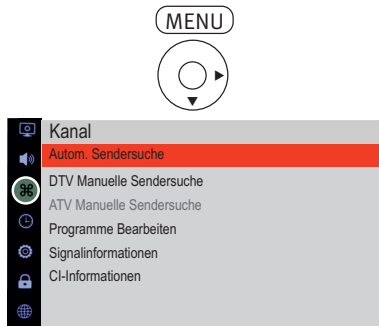 MENU
Kanal
Autom. Sendersuche
DTV Manuelle Sendersuche
ATV Manuelle Sendersuche
Programme Bearbeiten
Signalinformationen
CI-Informationen